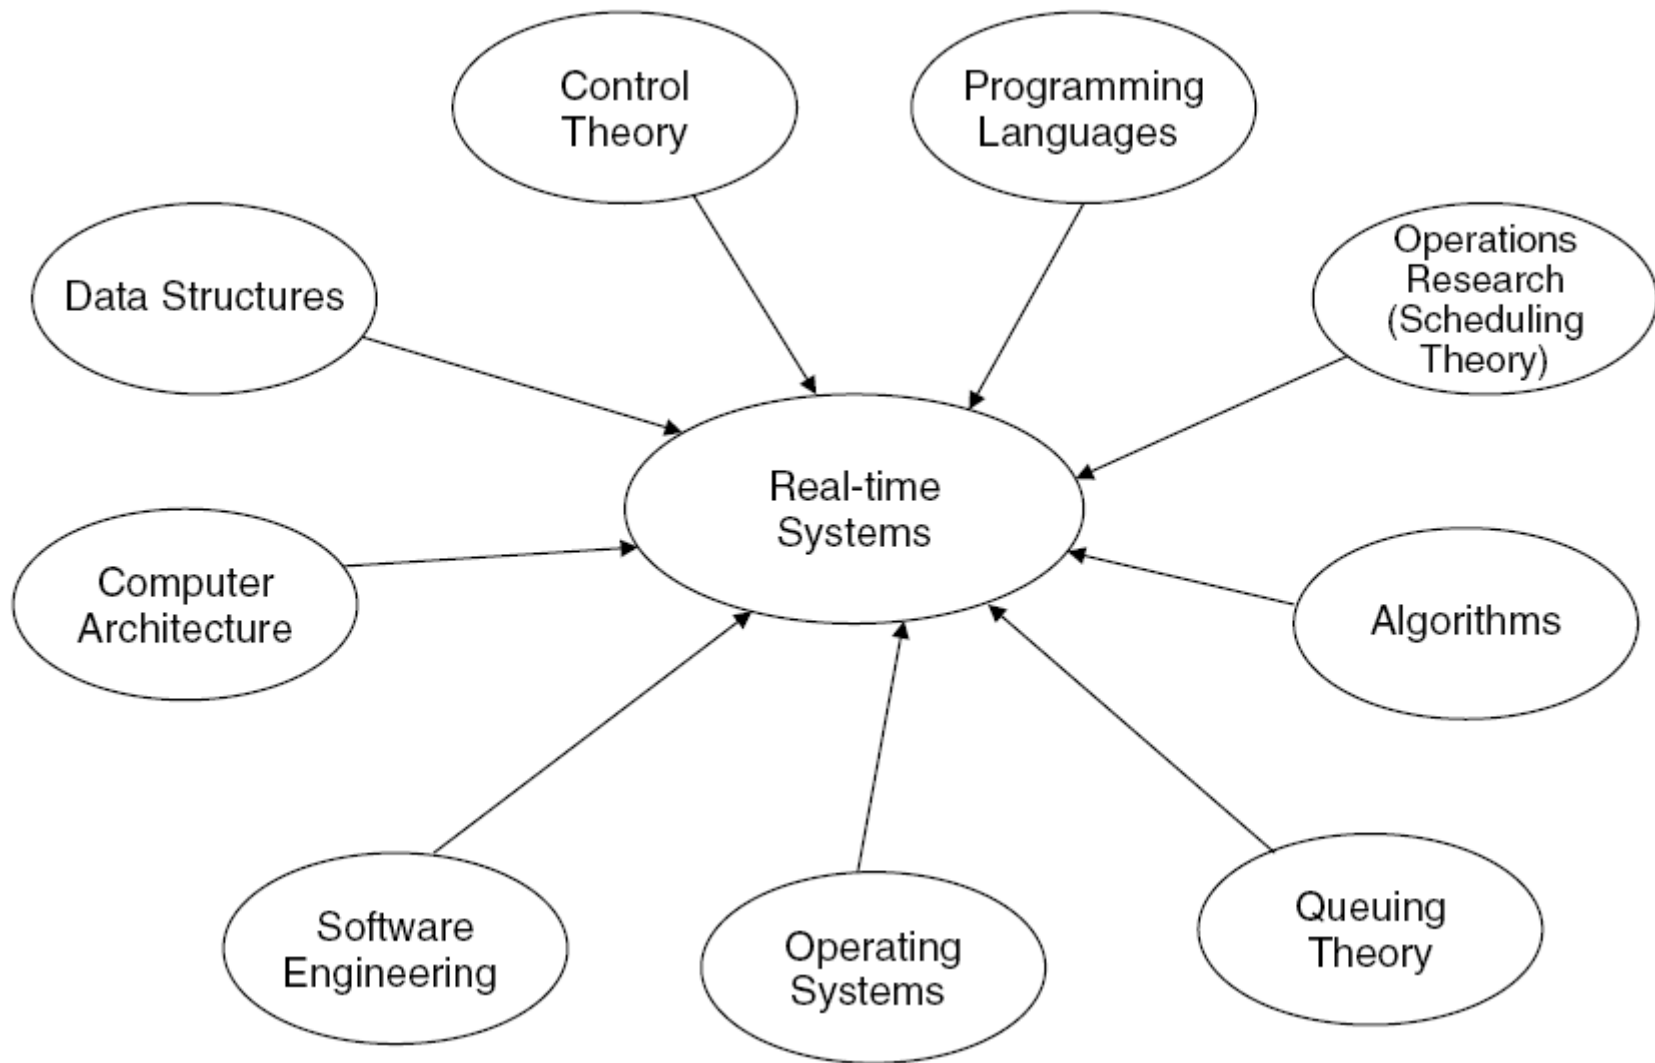 Control
Theory
Programming
Languages
Data Structures
Operations
Research
(Scheduling
Theory)
Real-time
Systems
Computer
Architecture
Algorithms
Software
Engineering
Operating
Systems
Queuing
Theory